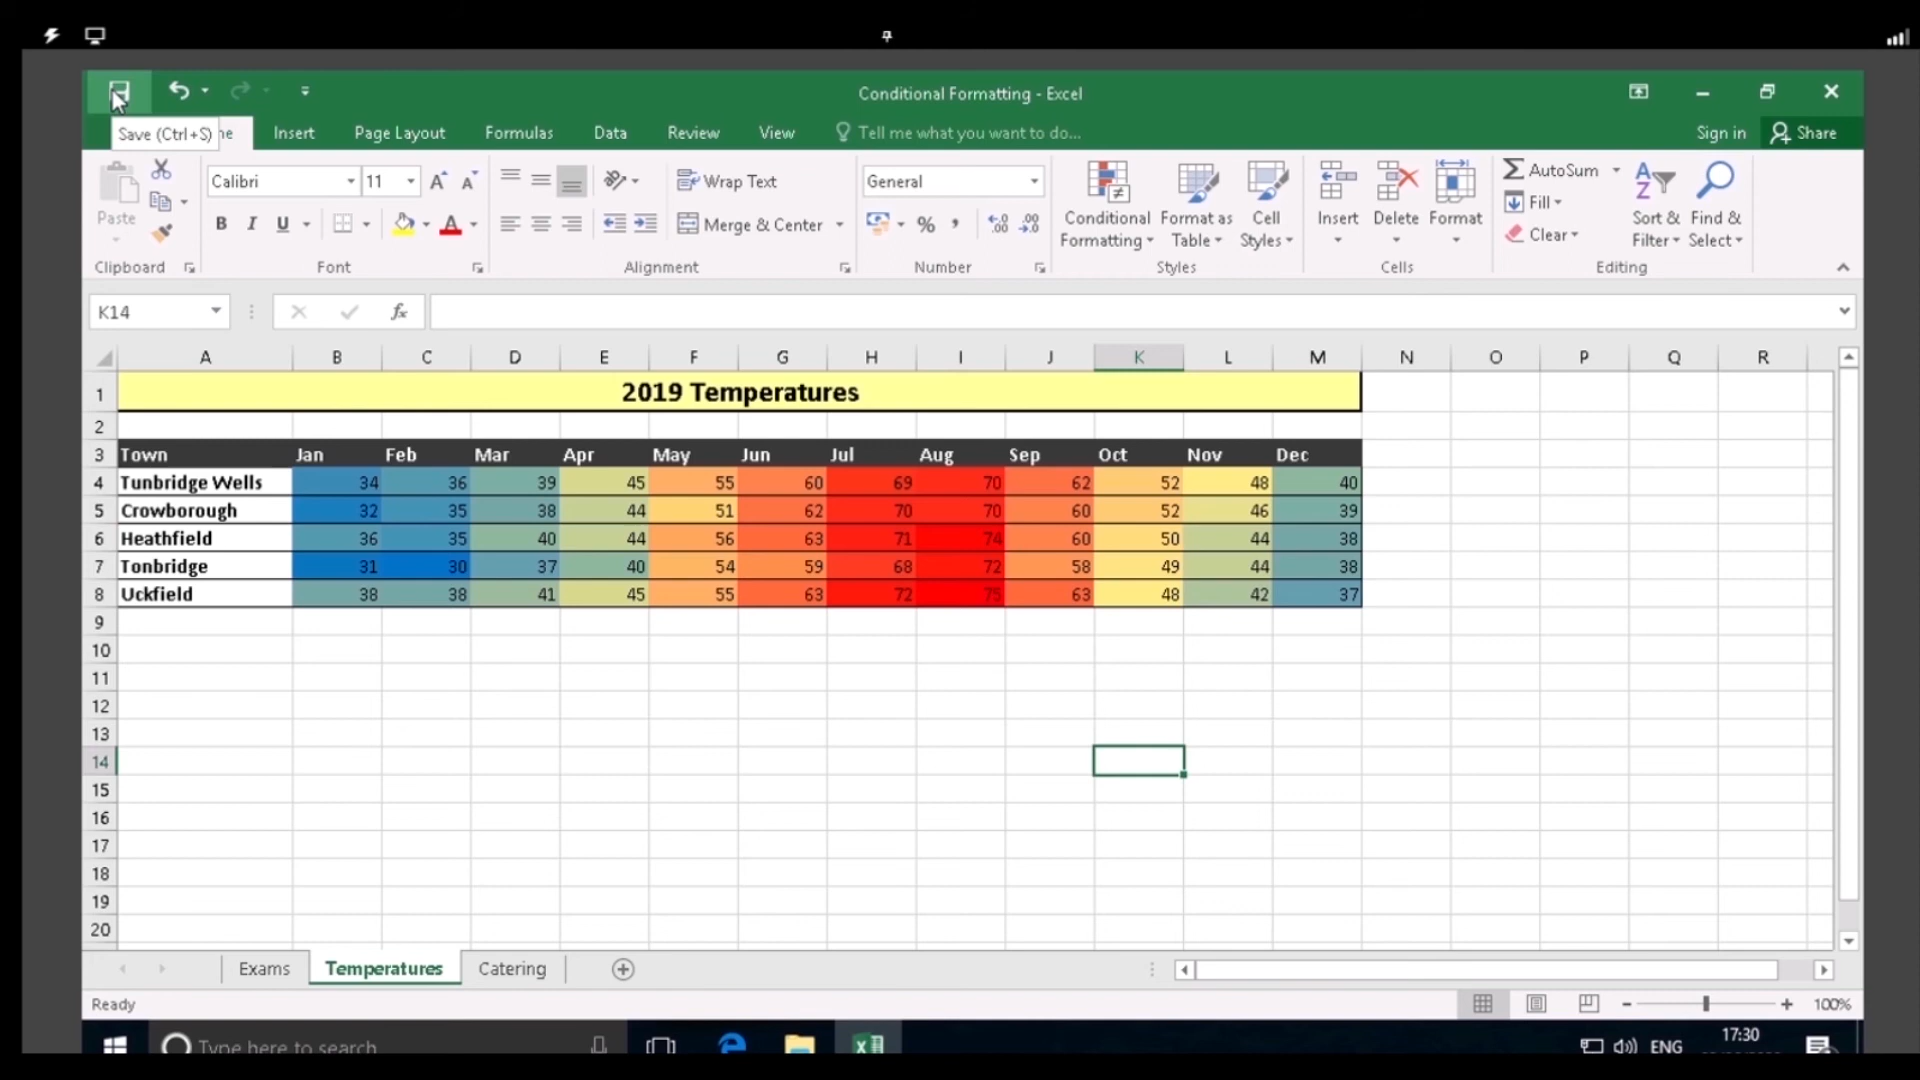 Conditional Formatting - Excel
Save (Ctrl+S)
Insert Page Layout Formulas Data Review View Tell me what you want to do... Sign in Share
Paste Calibri 11 Wrap Text General
B I U Merge & Center % Conditional Formatting Format as Table Cell Styles Insert Delete Format AutoSum Fill Clear Sort & Filter Find & Select
Clipboard Font Alignment Number Styles Cells Editing
K14 fx
A B C D E F G H I J K L M N O P Q R
1 2019 Temperatures
2
3 Town Jan Feb Mar Apr May Jun Jul Aug Sep Oct Nov Dec
4 Tunbridge Wells 34 36 39 45 55 60 69 70 62 52 48 40
5 Crowborough 32 35 38 44 51 62 70 70 60 52 46 39
6 Heathfield 36 35 40 44 56 63 71 74 60 50 44 38
7 Tonbridge 31 30 37 40 54 59 68 72 58 49 44 38
8 Uckfield 38 38 41 45 55 63 72 75 63 48 42 37
9
10
11
12
13
14
15
16
17
18
19
20
Exams Temperatures Catering
Ready 100%
Type here to search ENG 17:30